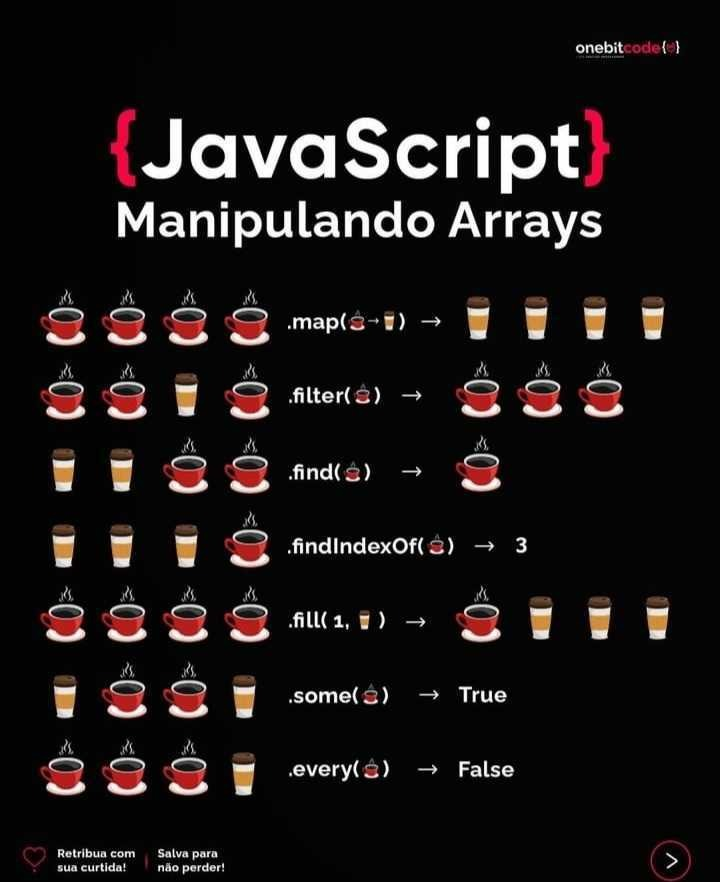 onebitcode{}
{JavaScript}
Manipulando Arrays
.map( → ) →
.filter( ) →
.find( ) →
.findIndexOf( ) → 3
.fill( 1, ) →
.some( ) → True
.every( ) → False
Retribua com
sua curtida!
Salva para
não perder!